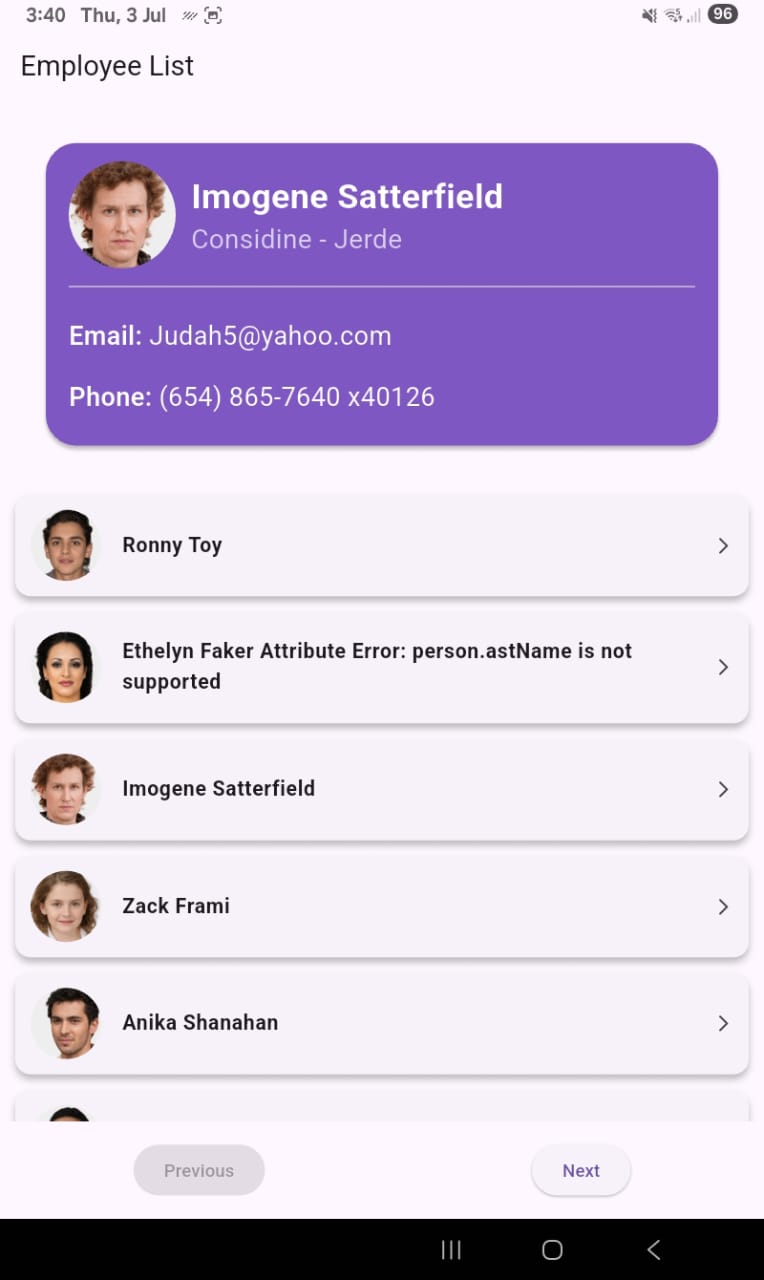 3:40 Thu, 3 Jul 96
Employee List
Imogene Satterfield
Considine - Jerde
Email: Judah5@yahoo.com
Phone: (654) 865-7640 x40126
Ronny Toy
Ethelyn Faker Attribute Error: person.astName is not
supported
Imogene Satterfield
Zack Frami
Anika Shanahan
Previous Next